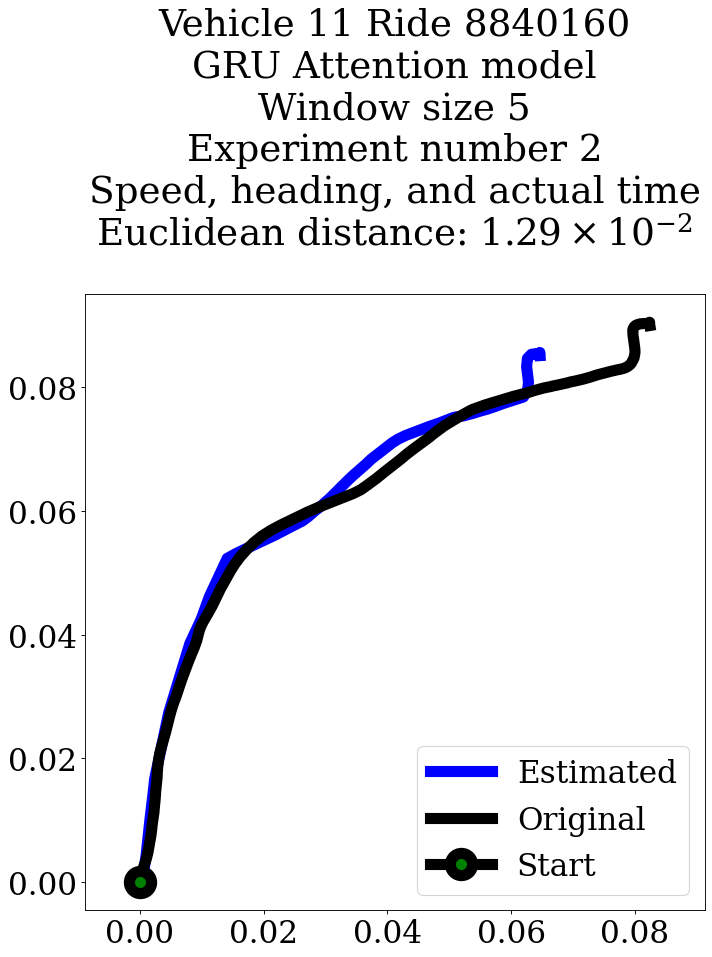 Vehicle 11 Ride 8840160
GRU Attention model
Window size 5
Experiment number 2
Speed, heading, and actual time
Euclidean distance: 1.29 × 10⁻²
0.08
0.06
0.04
0.02
0.00
Estimated
Original
Start
0.00 0.02 0.04 0.06 0.08